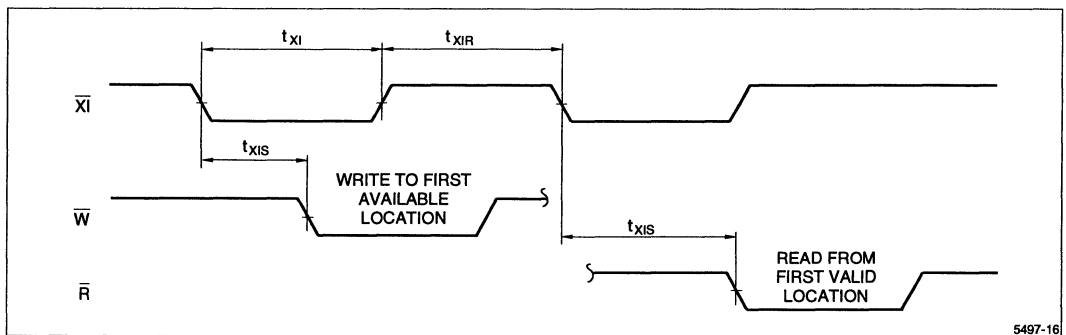 tXI
tXIR
XI
tXIS
WRITE TO FIRST
AVAILABLE
LOCATION
W
tXIS
READ FROM
FIRST VALID
LOCATION
R
5497-16